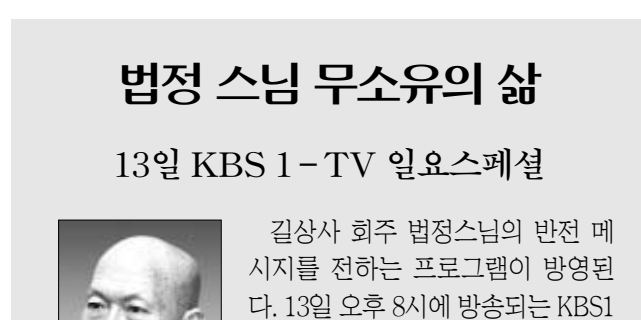 법정 스님 무소유의 삶
13일 KBS 1-TV 일요스페셜
길상사 회주 법정스님의 반전 메
시지를 전하는 프로그램이 방영된
다. 13일 오후 8시에 방송되는 KBS1